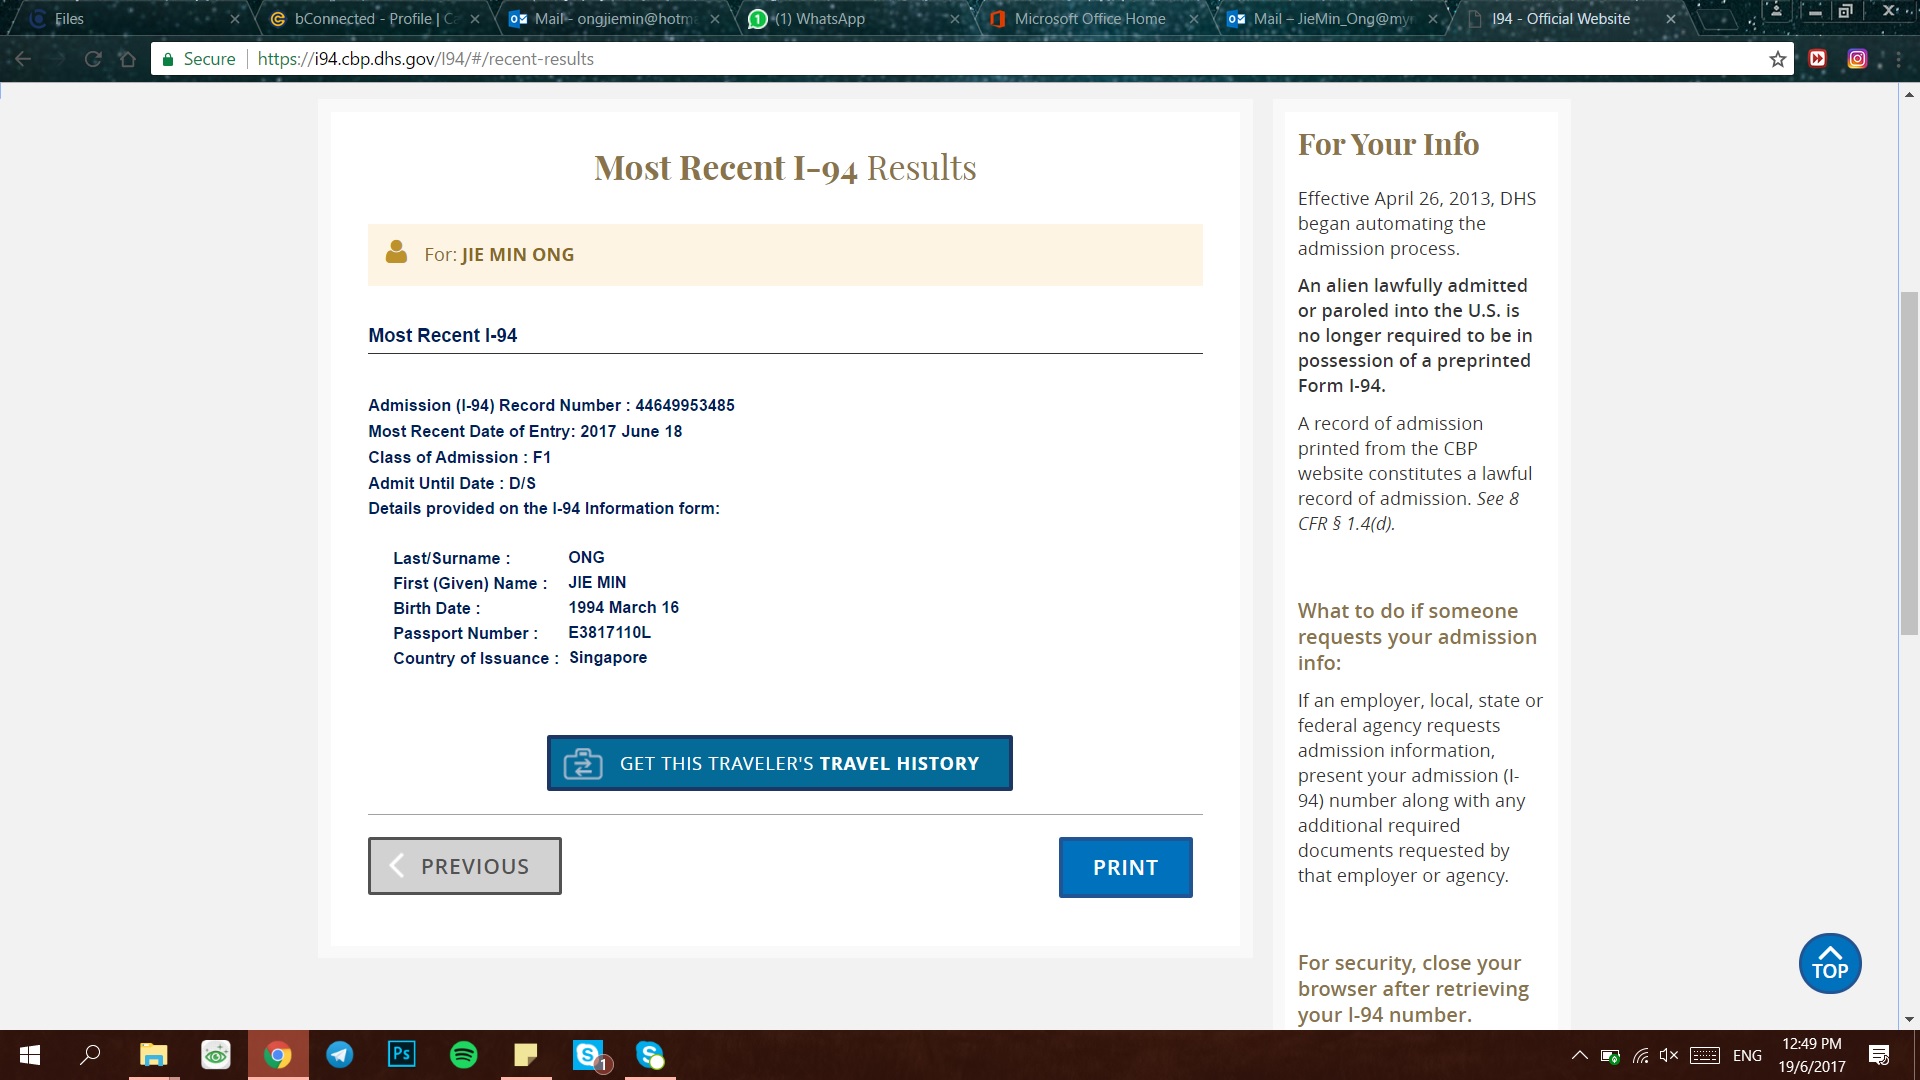 Files
bConnected - Profile | Ca
Mail - ongjiemin@hotm
(1) WhatsApp
Microsoft Office Home
Mail – JieMin_Ong@my
I94 - Official Website
Secure
https://i94.cbp.dhs.gov/I94/#/recent-results
Most Recent I-94 Results
For: JIE MIN ONG
Most Recent I-94
Admission (I-94) Record Number : 44649953485
Most Recent Date of Entry: 2017 June 18
Class of Admission : F1
Admit Until Date : D/S
Details provided on the I-94 Information form:
Last/Surname : ONG
First (Given) Name : JIE MIN
Birth Date : 1994 March 16
Passport Number : E3817110L
Country of Issuance : Singapore
GET THIS TRAVELER'S TRAVEL HISTORY
PREVIOUS
PRINT
For Your Info
Effective April 26, 2013, DHS
began automating the
admission process.
An alien lawfully admitted
or paroled into the U.S. is
no longer required to be in
possession of a preprinted
Form I-94.
A record of admission
printed from the CBP
website constitutes a lawful
record of admission. See 8
CFR § 1.4(d).
What to do if someone
requests your admission
info:
If an employer, local, state or
federal agency requests
admission information,
present your admission (I-
94) number along with any
additional required
documents requested by
that employer or agency.
For security, close your
browser after retrieving
your I-94 number.
TOP
Ps
1
ENG
12:49 PM
19/6/2017